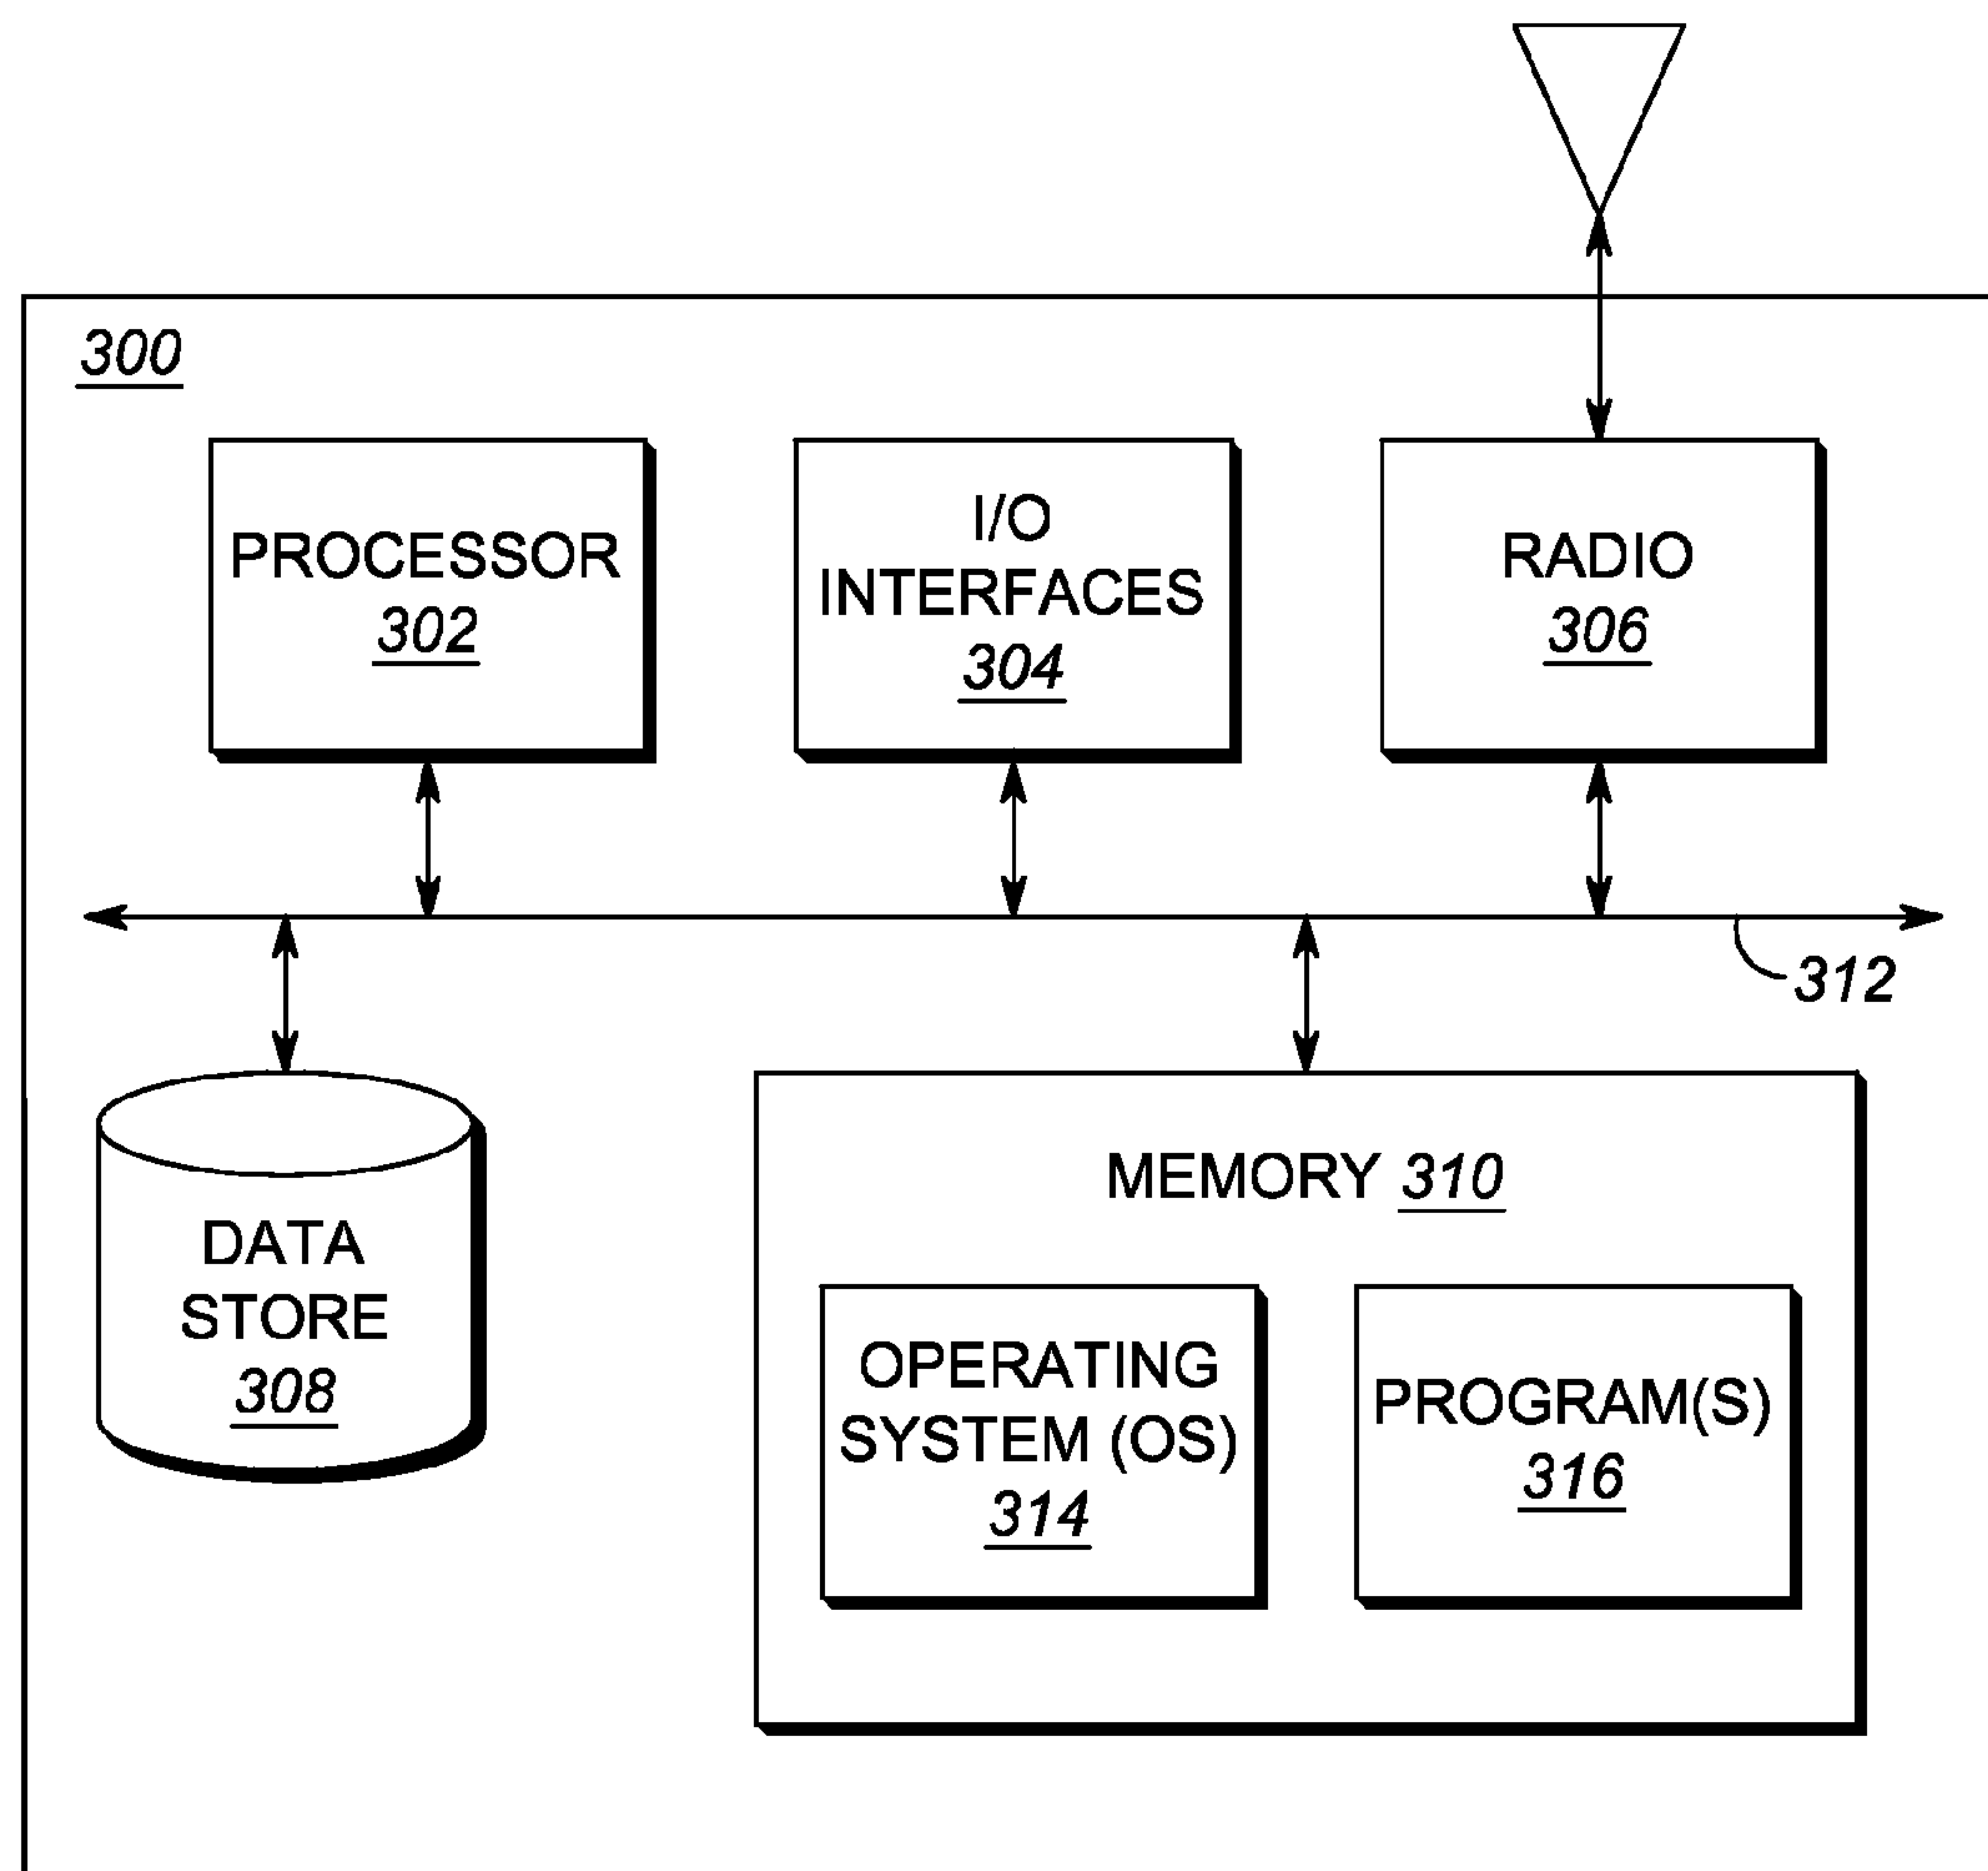 300
PROCESSOR
302
I/O
INTERFACES
304
RADIO
306
312
DATA
STORE
308
MEMORY 310
OPERATING
SYSTEM (OS)
314
PROGRAM(S)
316